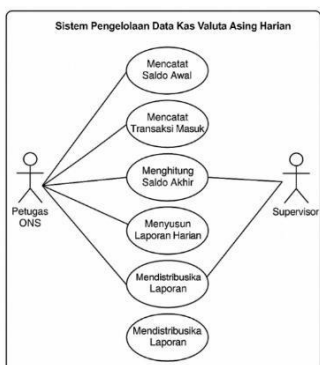 Sistem Pengelolaan Data Kas Valuta Asing Harian
Mencatat
Saldo Awal
Mencatat
Transaksi Masuk
Menghitung
Saldo Akhir
Menyusun
Laporan Harian
Mendistribusika
Laporan
Mendistribusika
Laporan
Petugas
ONS
Supervisor